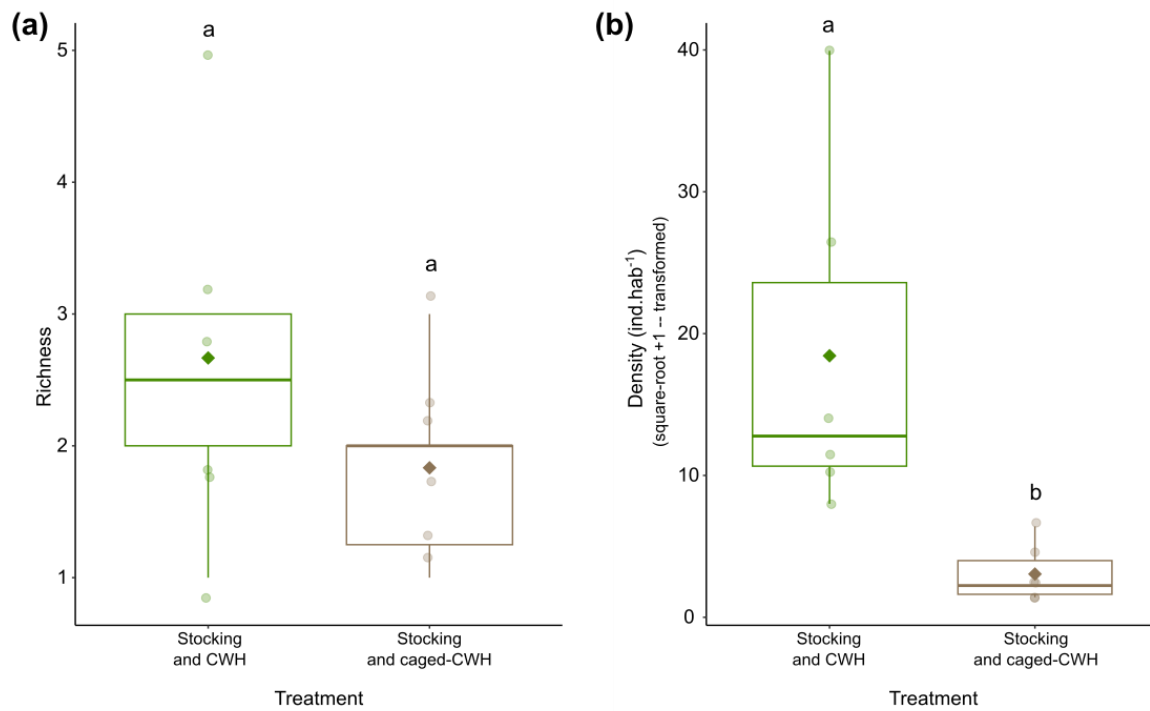 (a)
a
a
5
4
3
2
1
Richness
Stocking
and CWH
Stocking
and caged-CWH
Treatment
(b)
a
b
40
30
20
10
0
Density (ind.hab⁻¹)
(square-root +1 -- transformed)
Stocking
and CWH
Stocking
and caged-CWH
Treatment